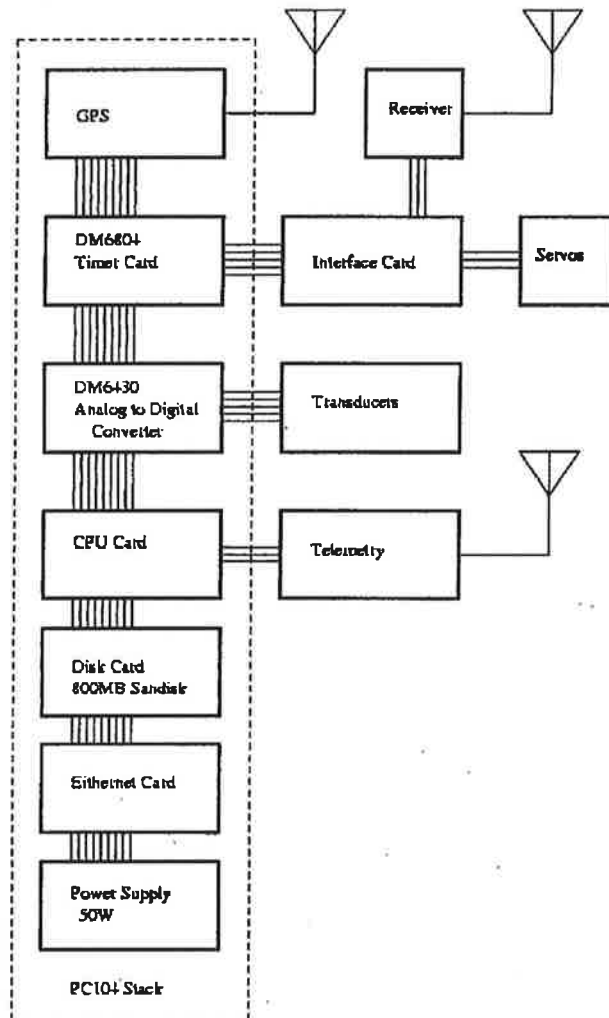 GPS
Receiver
DM6804
Timer Card
Interface Card
Servos
DM6430
Analog to Digital
Converter
Transducers
CPU Card
Telemetry
Disk Card
800MB Sandisk
Eithernet Card
Power Supply
50W
PC104 Stack